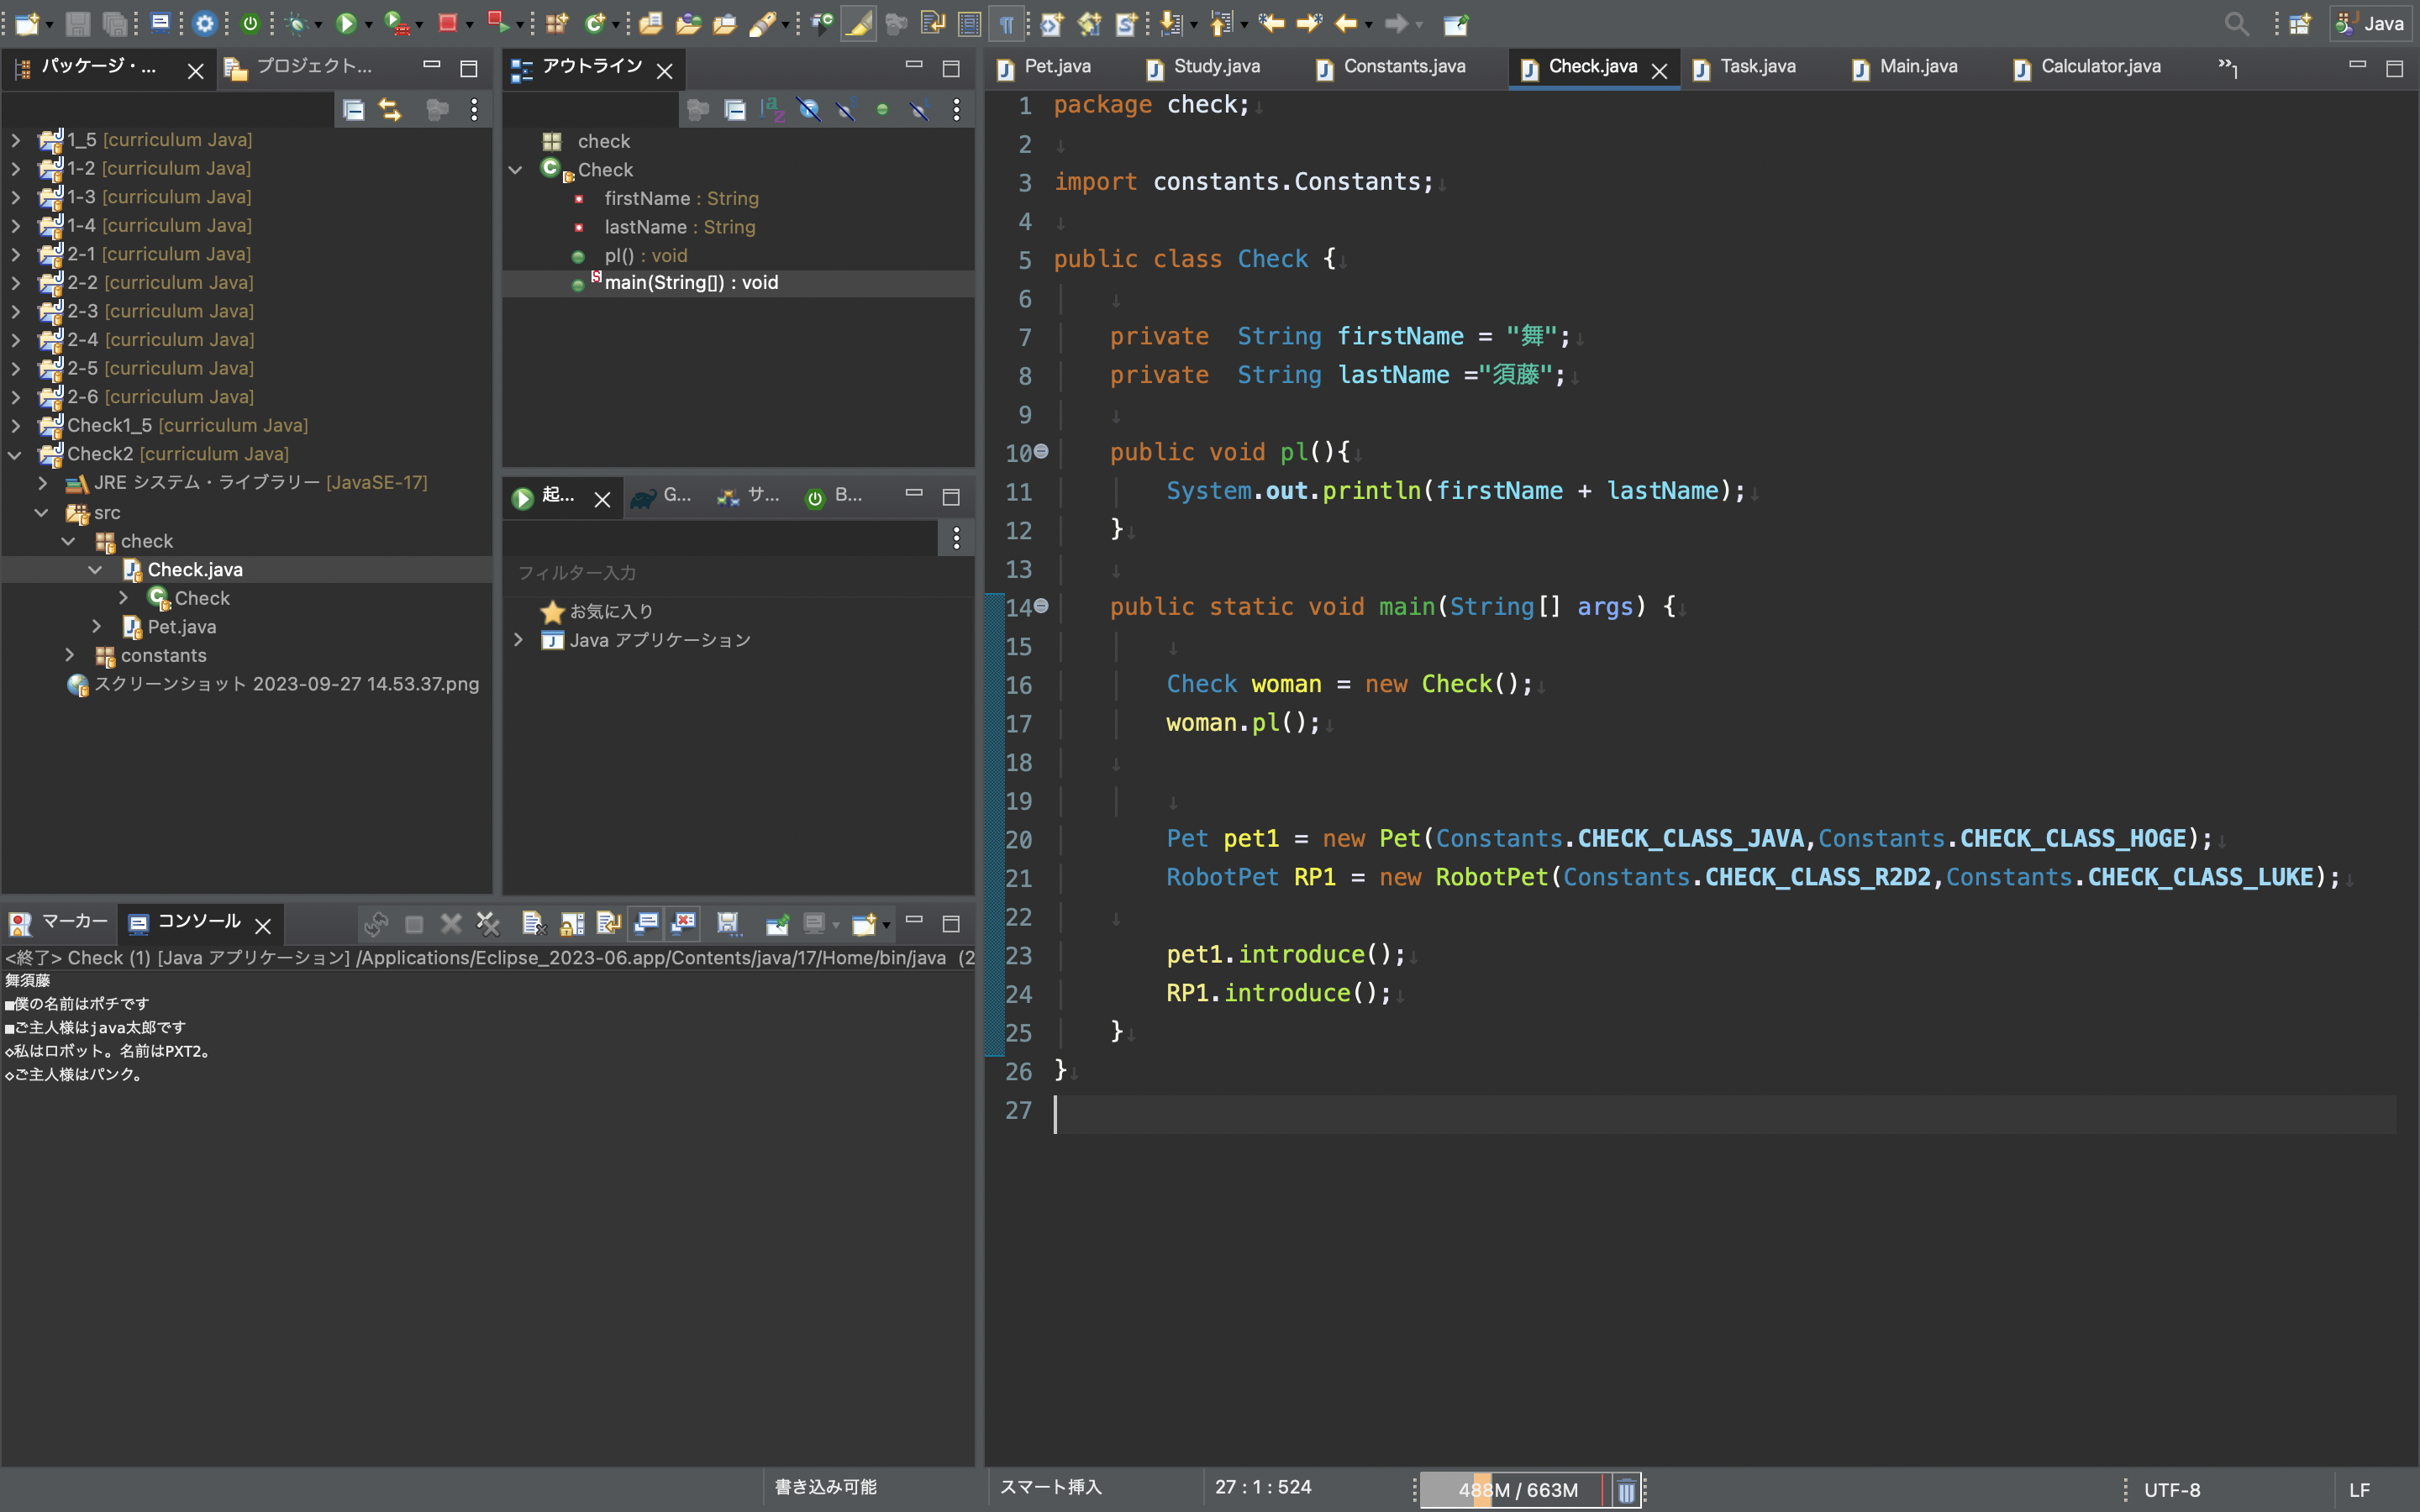 Java
パッケージ・...
プロジェクト...
1_5 [curriculum Java]
1-2 [curriculum Java]
1-3 [curriculum Java]
1-4 [curriculum Java]
2-1 [curriculum Java]
2-2 [curriculum Java]
2-3 [curriculum Java]
2-4 [curriculum Java]
2-5 [curriculum Java]
2-6 [curriculum Java]
Check1_5 [curriculum Java]
Check2 [curriculum Java]
JRE システム・ライブラリー [JavaSE-17]
src
check
Check.java
Check
Pet.java
constants
スクリーンショット 2023-09-27 14.53.37.png
アウトライン
check
Check
firstName : String
lastName : String
pl() : void
main(String[]) : void
起...
G...
サ...
B...
フィルター入力
お気に入り
Java アプリケーション
マーカー
コンソール
<終了> Check (1) [Java アプリケーション] /Applications/Eclipse_2023-06.app/Contents/java/17/Home/bin/java (2
舞須藤
■僕の名前はポチです
■ご主人様はjava太郎です
◇私はロボット。名前はPXT2。
◇ご主人様はパンク。
Pet.java
Study.java
Constants.java
Check.java
Task.java
Main.java
Calculator.java
»1
1 package check;
2
3 import constants.Constants;
4
5 public class Check {
6
7 private  String firstName = "舞";
8 private  String lastName ="須藤";
9
10 public void pl(){
11 System.out.println(firstName + lastName);
12 }
13
14 public static void main(String[] args) {
15
16 Check woman = new Check();
17 woman.pl();
18
19
20 Pet pet1 = new Pet(Constants.CHECK_CLASS_JAVA,Constants.CHECK_CLASS_HOGE);
21 RobotPet RP1 = new RobotPet(Constants.CHECK_CLASS_R2D2,Constants.CHECK_CLASS_LUKE);
22
23 pet1.introduce();
24 RP1.introduce();
25 }
26 }
27
書き込み可能
スマート挿入
27 : 1 : 524
488M / 663M
UTF-8
LF